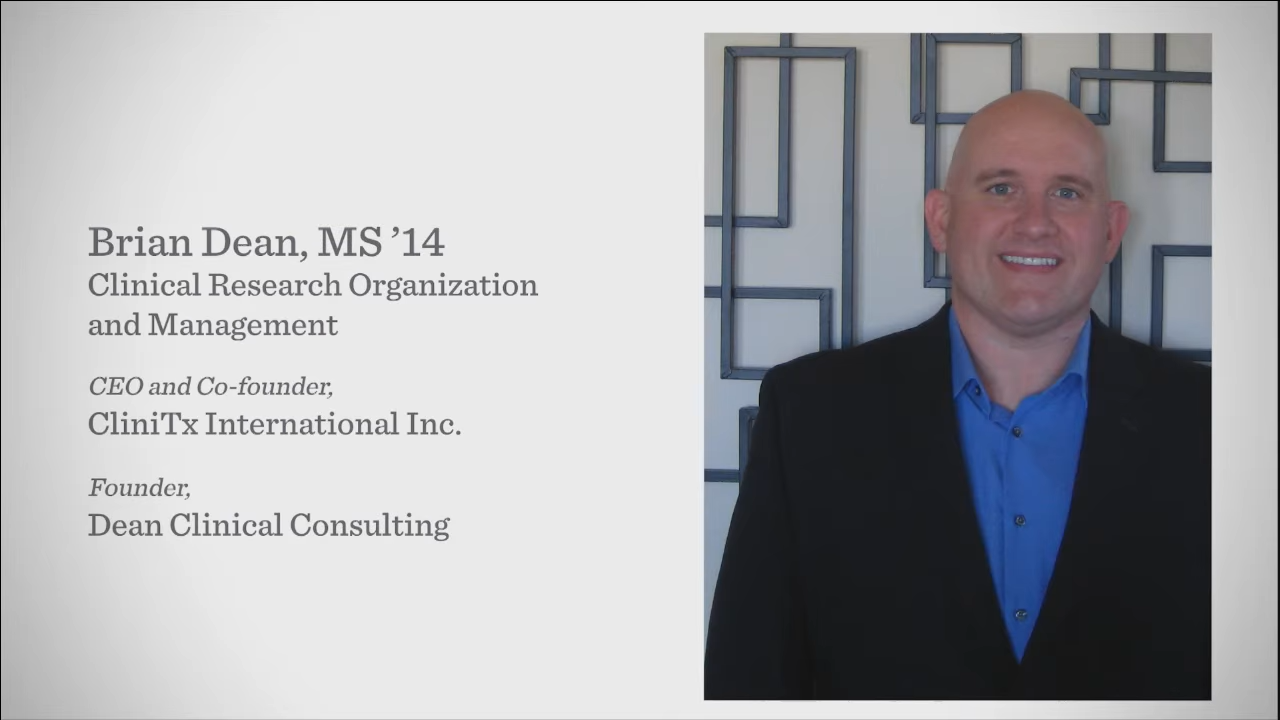 Brian Dean, MS ’14
Clinical Research Organization
and Management
CEO and Co-founder,
CliniTx International Inc.
Founder,
Dean Clinical Consulting